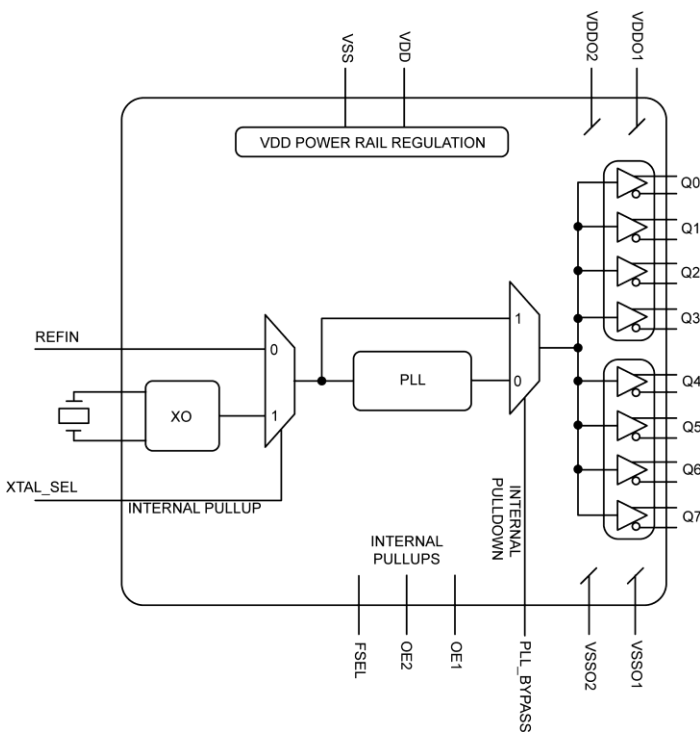 VSS
VDD
VDDO2
VDDO1
VDD POWER RAIL REGULATION
Q0
Q1
Q2
Q3
REFIN
0
1
PLL
0
XO
1
Q4
Q5
Q6
Q7
XTAL_SEL
INTERNAL PULLUP
INTERNAL
PULLDOWN
INTERNAL
PULLUPS
FSEL
OE2
OE1
PLL_BYPASS
VSSO2
VSSO1